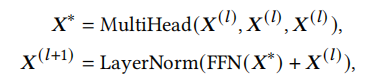 X* = MultiHead(X^(l), X^(l), X^(l)),
X^(l+1) = LayerNorm(FFN(X*) + X^(l)),